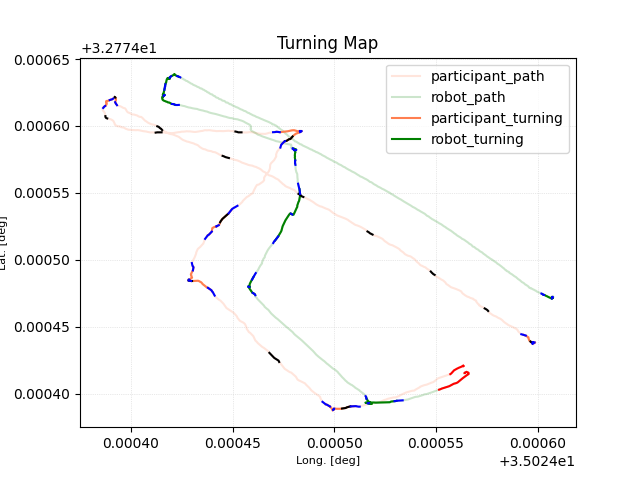 Turning Map
+3.2774e1
0.00065
0.00060
0.00055
0.00050
0.00045
0.00040
Lat. [deg]
participant_path
robot_path
participant_turning
robot_turning
0.00040 0.00045 0.00050 0.00055 0.00060
Long. [deg]
+3.5024e1